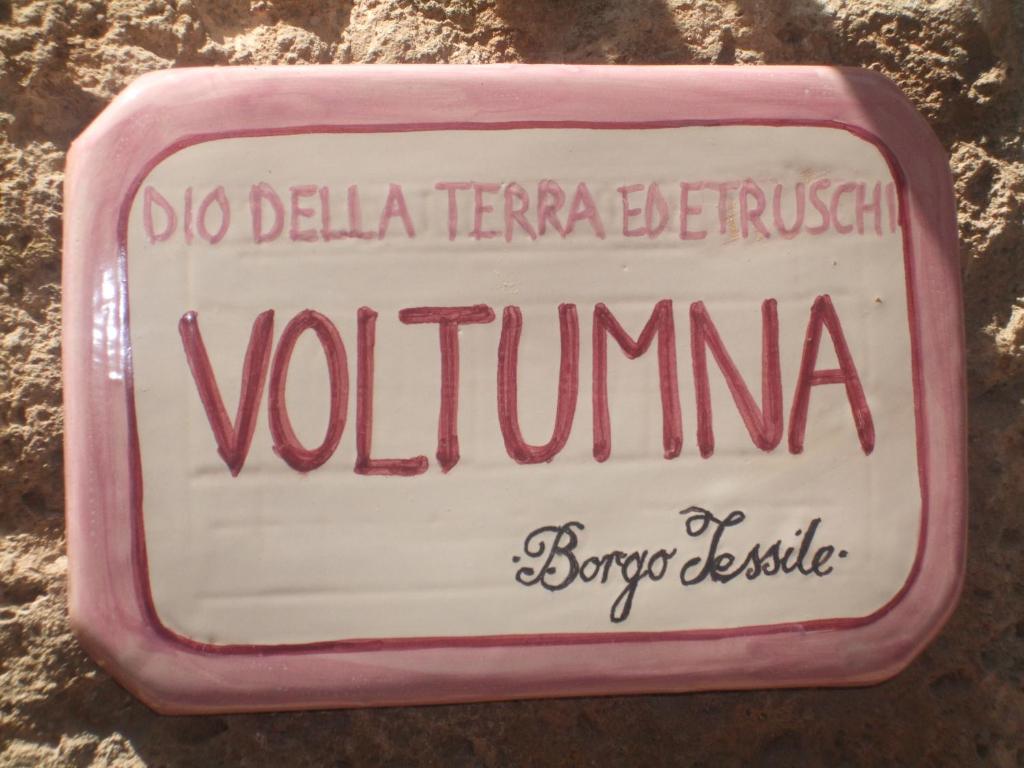 DIO DELLA TERRA ED ETRUSCHI
VOLTUMNA
·Borgo Tessile·